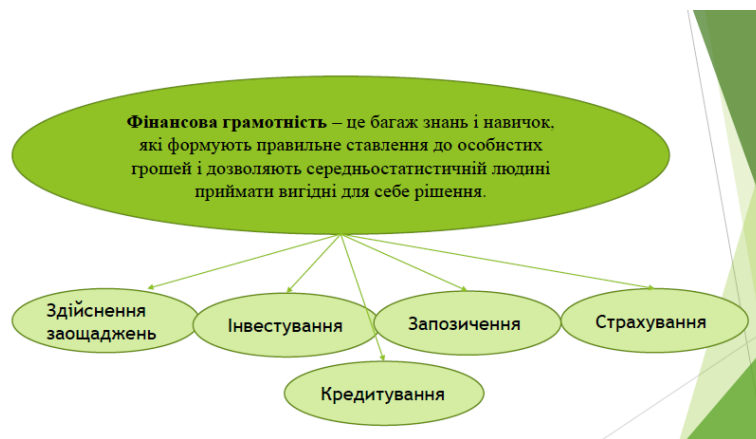 Фінансова грамотність – це багаж знань і навичок,
які формують правильне ставлення до особистих
грошей і дозволяють середньостатистичній людині
приймати вигідні для себе рішення.
Здійснення
заощаджень
Інвестування
Запозичення
Страхування
Кредитування